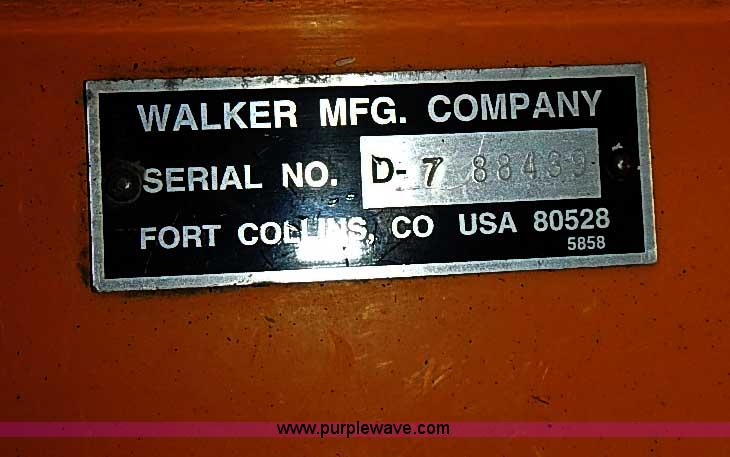 WALKER MFG. COMPANY
SERIAL NO. D-7 88439
FORT COLLINS, CO USA 80528
5858
www.purplewave.com